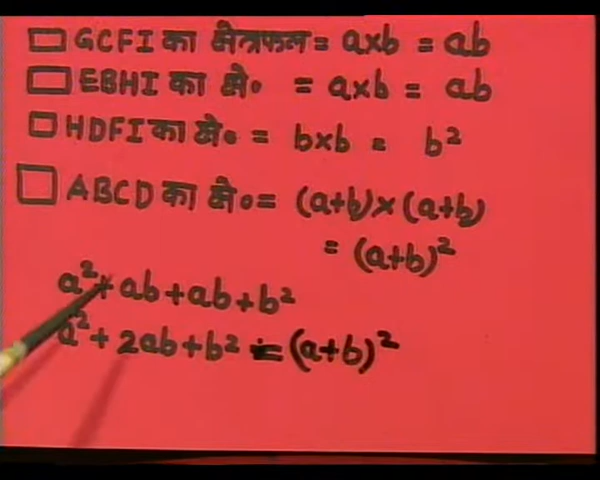 □ GCFI का क्षेत्रफल = a×b = ab
□ EBHI का क्षे० = a×b = ab
□ HDFI का क्षे० = b×b = b²
□ ABCD का क्षे० = (a+b)×(a+b)
= (a+b)²
a² + ab + ab + b²
a² + 2ab + b² = (a+b)²